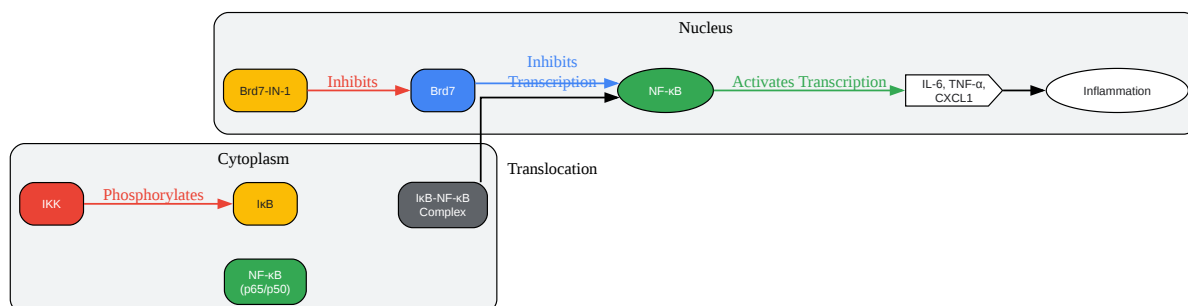 Nucleus
Brd7-IN-1
Inhibits
Brd7
Inhibits
Transcription
NF-κB
Activates Transcription
IL-6, TNF-α,
CXCL1
Inflammation
Cytoplasm
Translocation
IKK
Phosphorylates
IκB
IκB-NF-κB
Complex
NF-κB
(p65/p50)